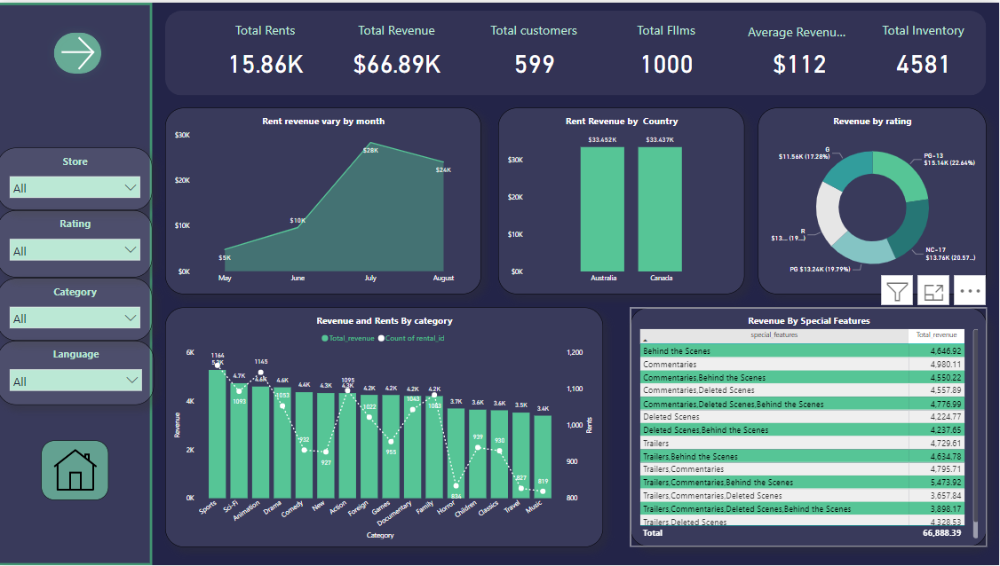 Total Rents
15.86K
Total Revenue
$66.89K
Total customers
599
Total FIlms
1000
Average Revenu...
$112
Total Inventory
4581
Store
All
Rating
All
Category
All
Language
All
Rent revenue vary by month
$30K
$20K
$10K
$0K
$5K
$10K
$28K
$24K
May
June
July
August
Rent Revenue by Country
$30K
$20K
$10K
$0K
$33.452K
$33.437K
Australia
Canada
Revenue by rating
G
$11.56K (17.28%)
PG-13
$15.14K (22.64%)
R
$13... (19...)
NC-17
$13.76K (20.57...)
PG $13.24K (19.79%)
Revenue and Rents By category
Total_revenue
Count of rental_id
Revenue
6K
4K
2K
0K
1,200
1,100
1,000
900
800
Rents
4.7K
4.6K
4.6K
4.4K
4.3K
4.3K
4.2K
4.2K
4.2K
4.2K
3.7K
3.6K
3.6K
3.5K
3.4K
1164
1093
1145
1053
932
927
1095
1022
955
1043
1083
834
939
930
827
819
Sports
Sci-Fi
Animation
Drama
Comedy
New
Action
Foreign
Games
Documentary
Family
Horror
Children
Classics
Travel
Music
Category
Revenue By Special Features
special_features Total revenue
Behind the Scenes 4,646.92
Commentaries 4,980.11
Commentaries,Behind the Scenes 4,550.22
Commentaries,Deleted Scenes 4,557.89
Commentaries,Deleted Scenes,Behind the Scenes 4,776.99
Deleted Scenes 4,224.77
Deleted Scenes,Behind the Scenes 4,237.65
Trailers 4,729.61
Trailers,Behind the Scenes 4,634.78
Trailers,Commentaries 4,795.71
Trailers,Commentaries,Behind the Scenes 5,473.92
Trailers,Commentaries,Deleted Scenes 3,657.84
Trailers,Commentaries,Deleted Scenes,Behind the Scenes 3,898.17
Trailers,Deleted Scenes 4,328.53
Total 66,888.39